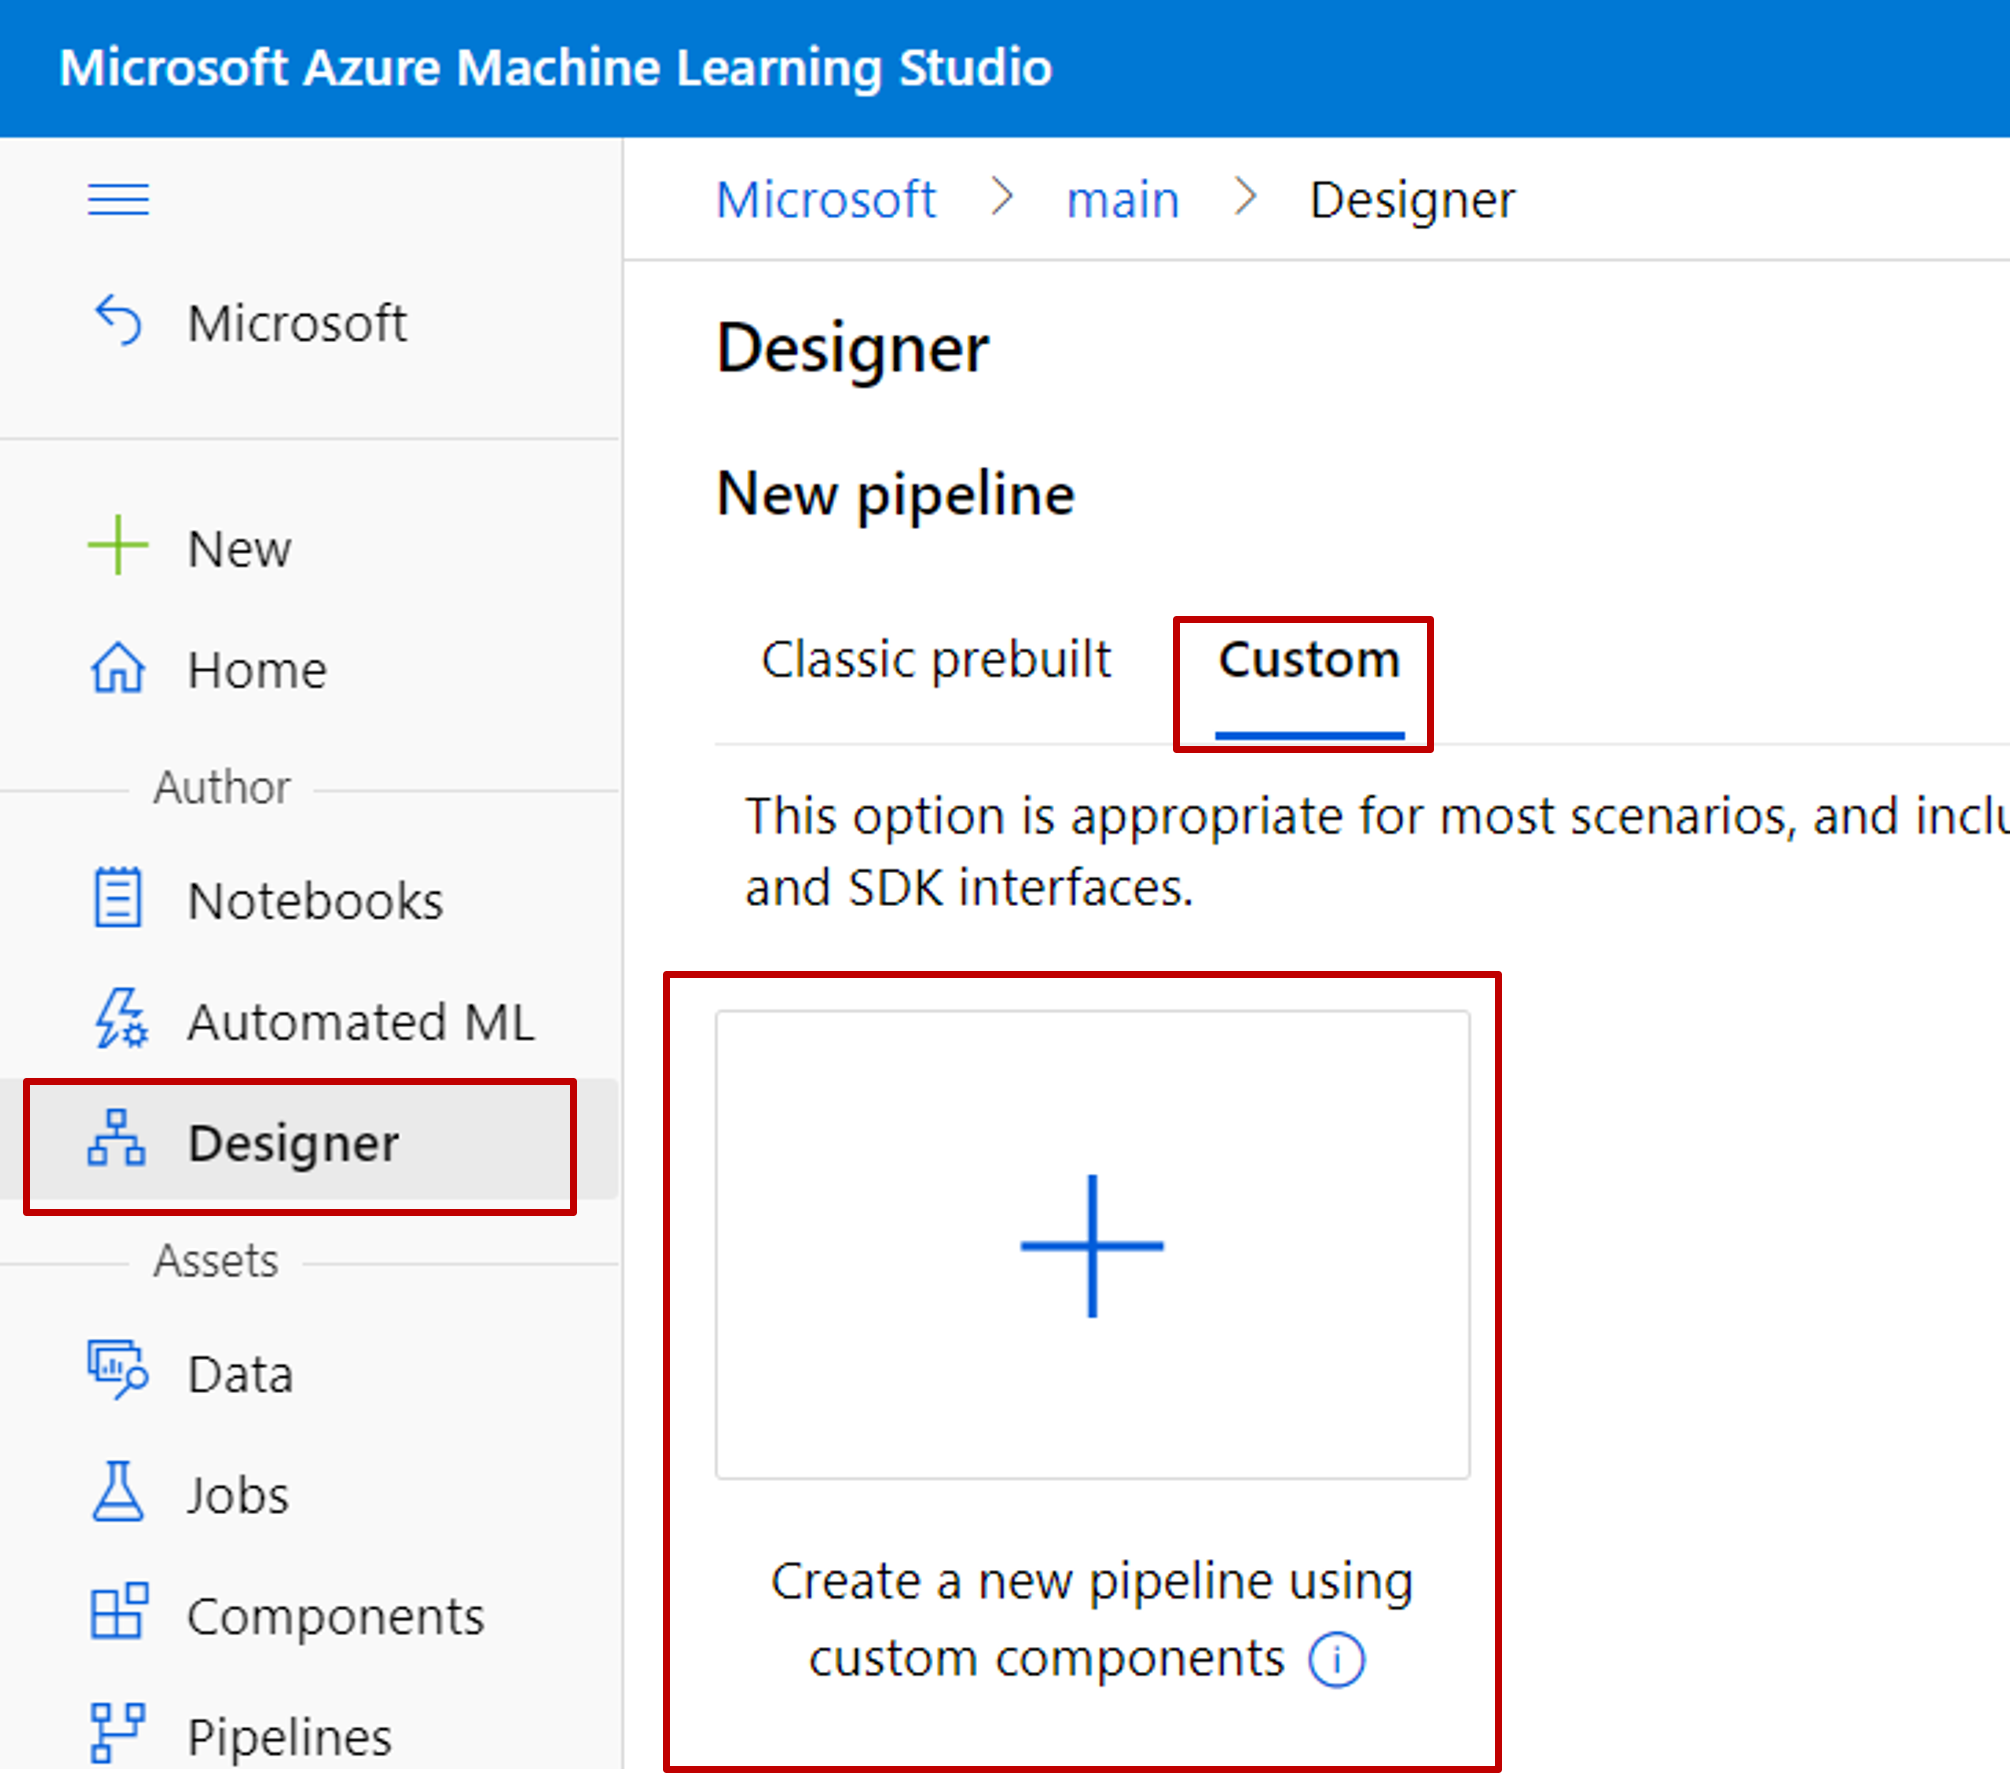 Microsoft Azure Machine Learning Studio
Microsoft > main > Designer
Microsoft
New
Home
Author
Notebooks
Automated ML
Designer
Assets
Data
Jobs
Components
Pipelines
Designer
New pipeline
Classic prebuilt Custom
This option is appropriate for most scenarios, and
and SDK interfaces.
Create a new pipeline using
custom components